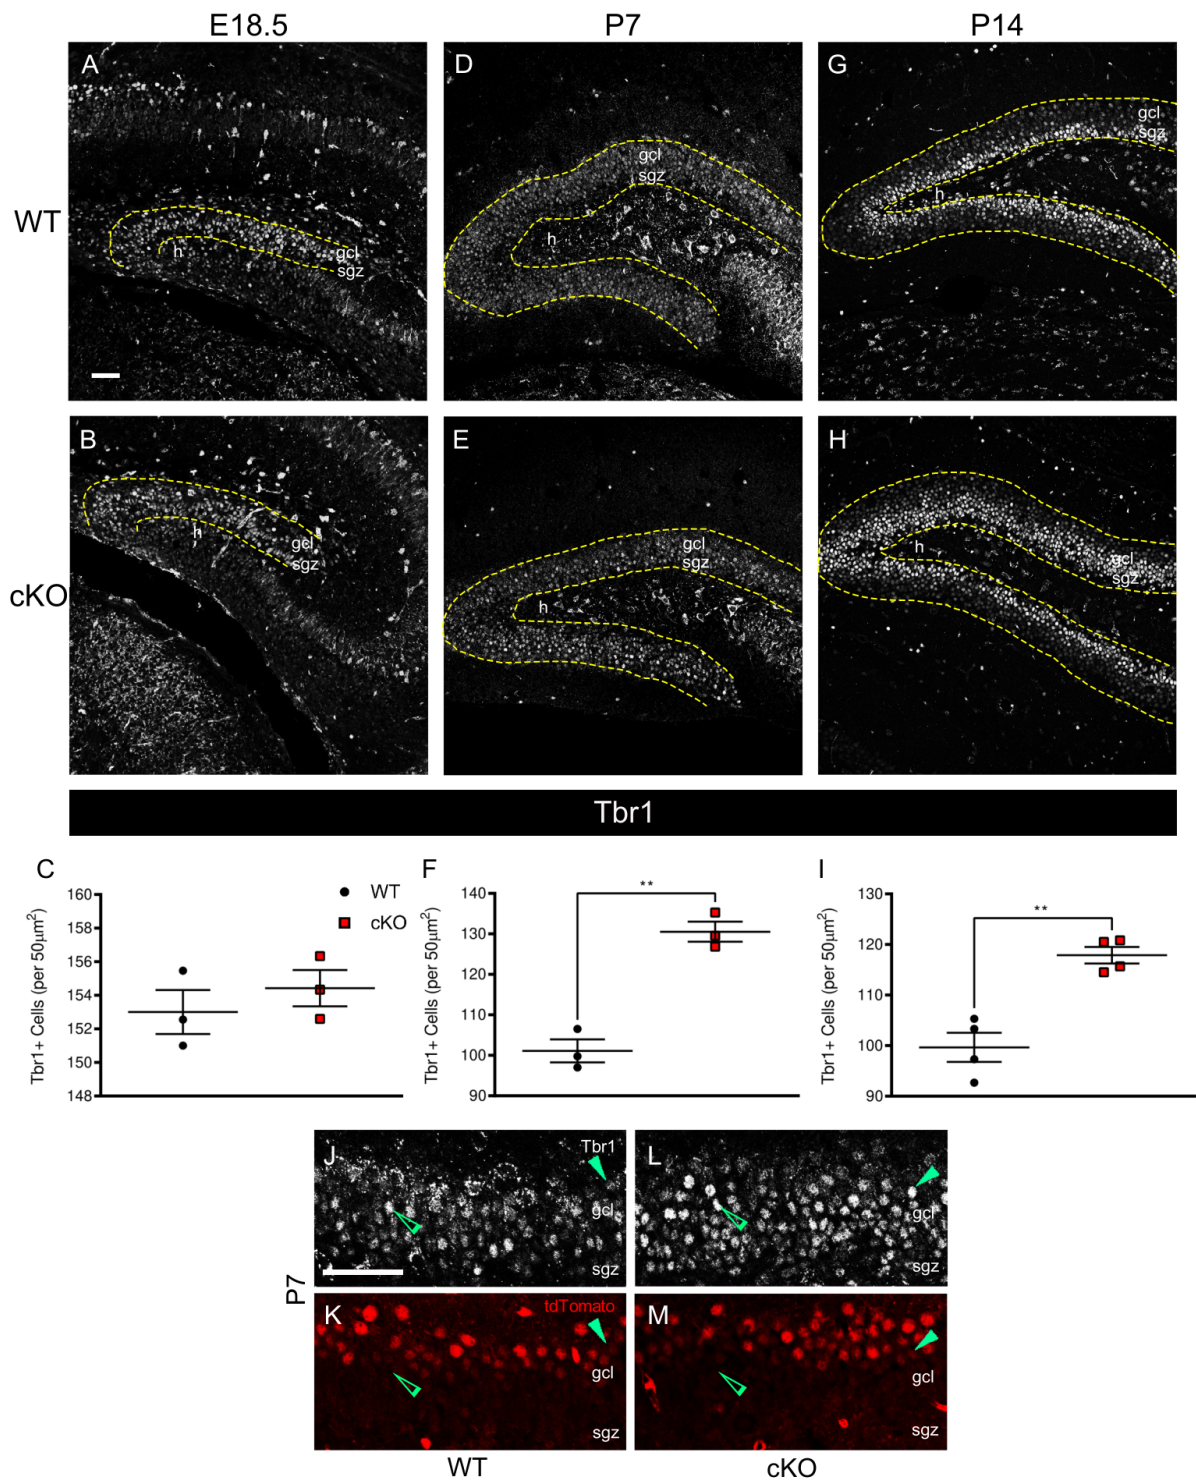 E18.5 P7 P14
A D G
gcl
sgz
gcl
sgz
WT
h
h
h
gcl
sgz
B E H
gcl
sgz
h
h
h
gcl
sgz
gcl
sgz
cKO
Tbr1
C F I
WT
cKO
160
158
156
154
152
150
148
Tbr1+ Cells (per 50µm²)
140
130
120
110
100
90
Tbr1+ Cells (per 50µm²)
**
130
120
110
100
90
Tbr1+ Cells (per 50µm²)
**
J Tbr1 L
gcl gcl
sgz sgz
P7
K tdTomato M
gcl gcl
sgz sgz
WT cKO